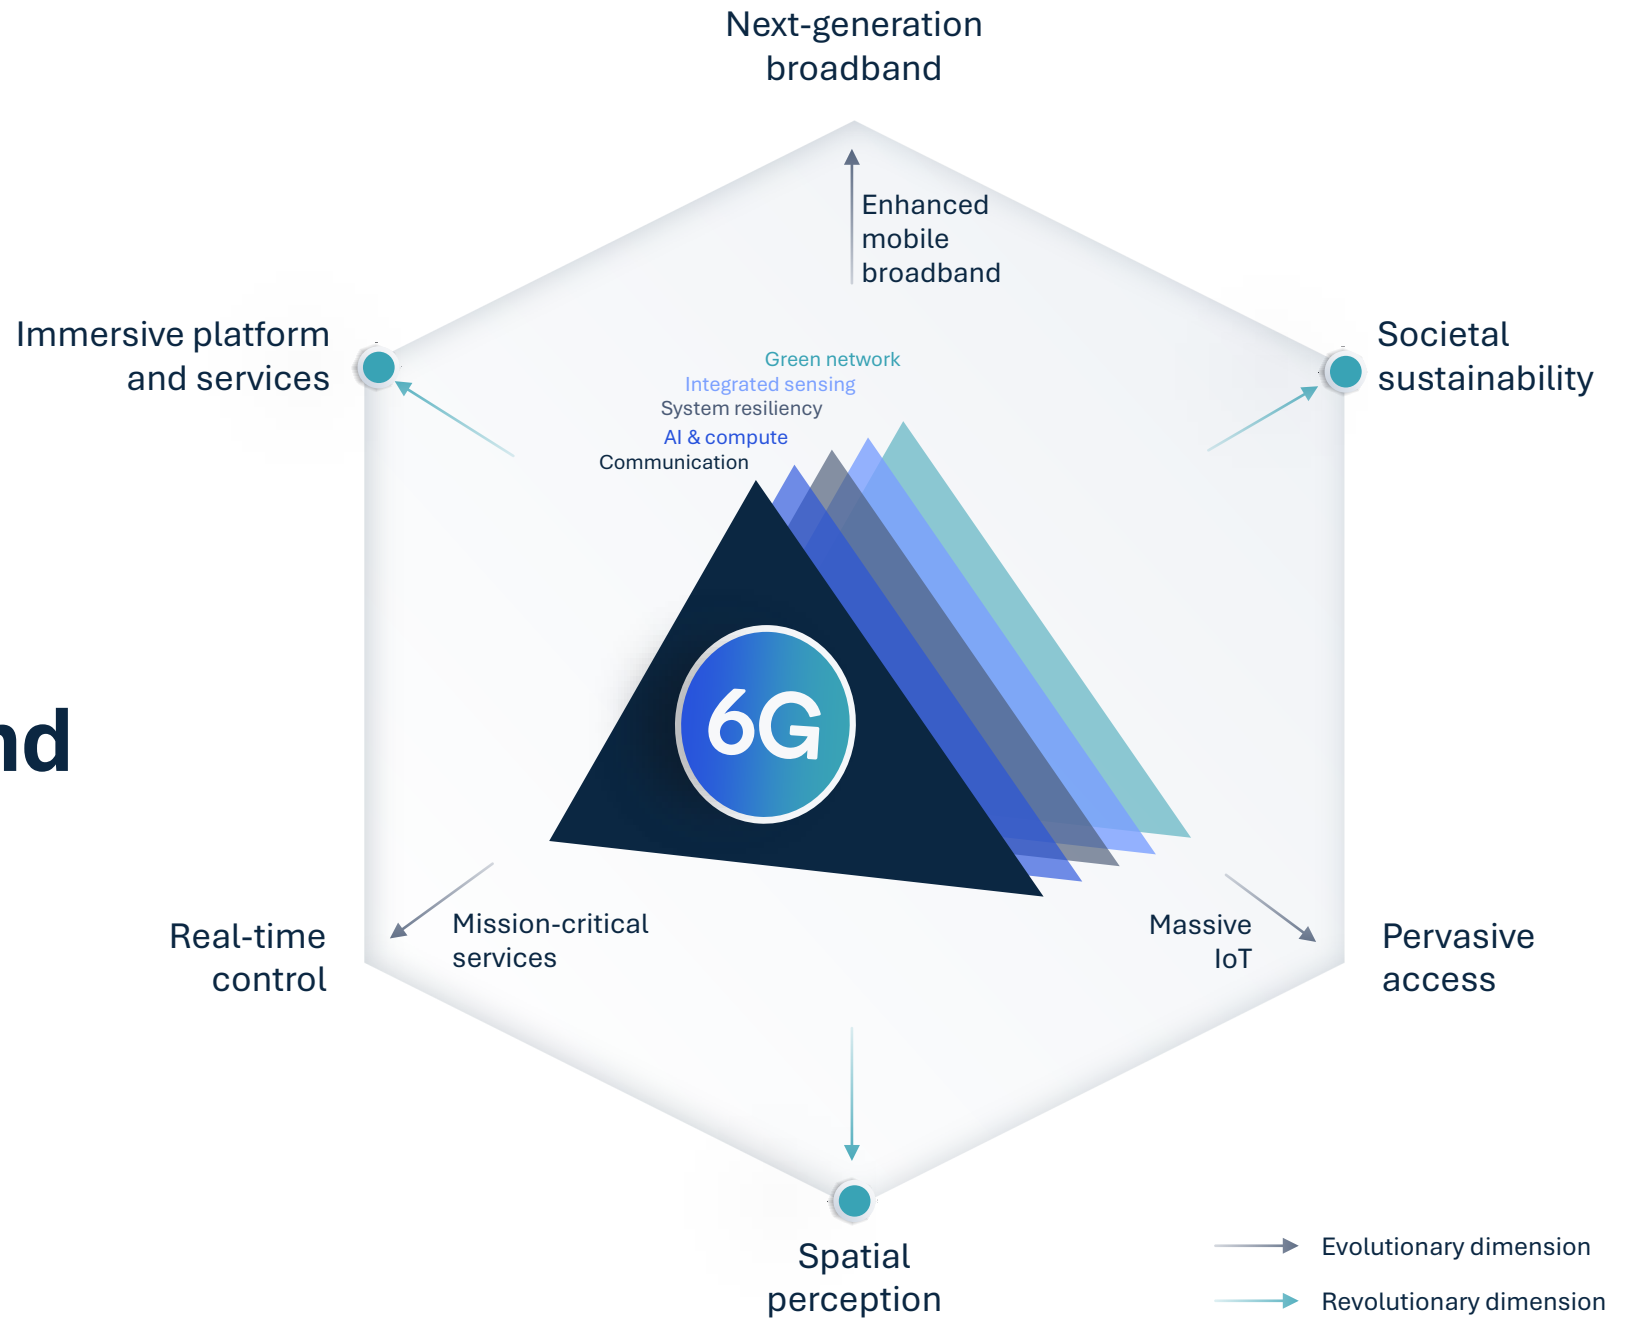 Next-generation
broadband
Enhanced
mobile
broadband
Immersive platform
and services
Societal
sustainability
Green network
Integrated sensing
System resiliency
AI & compute
Communication
6G
Real-time
control
Mission-critical
services
Massive
IoT
Pervasive
access
Spatial
perception
Evolutionary dimension
Revolutionary dimension